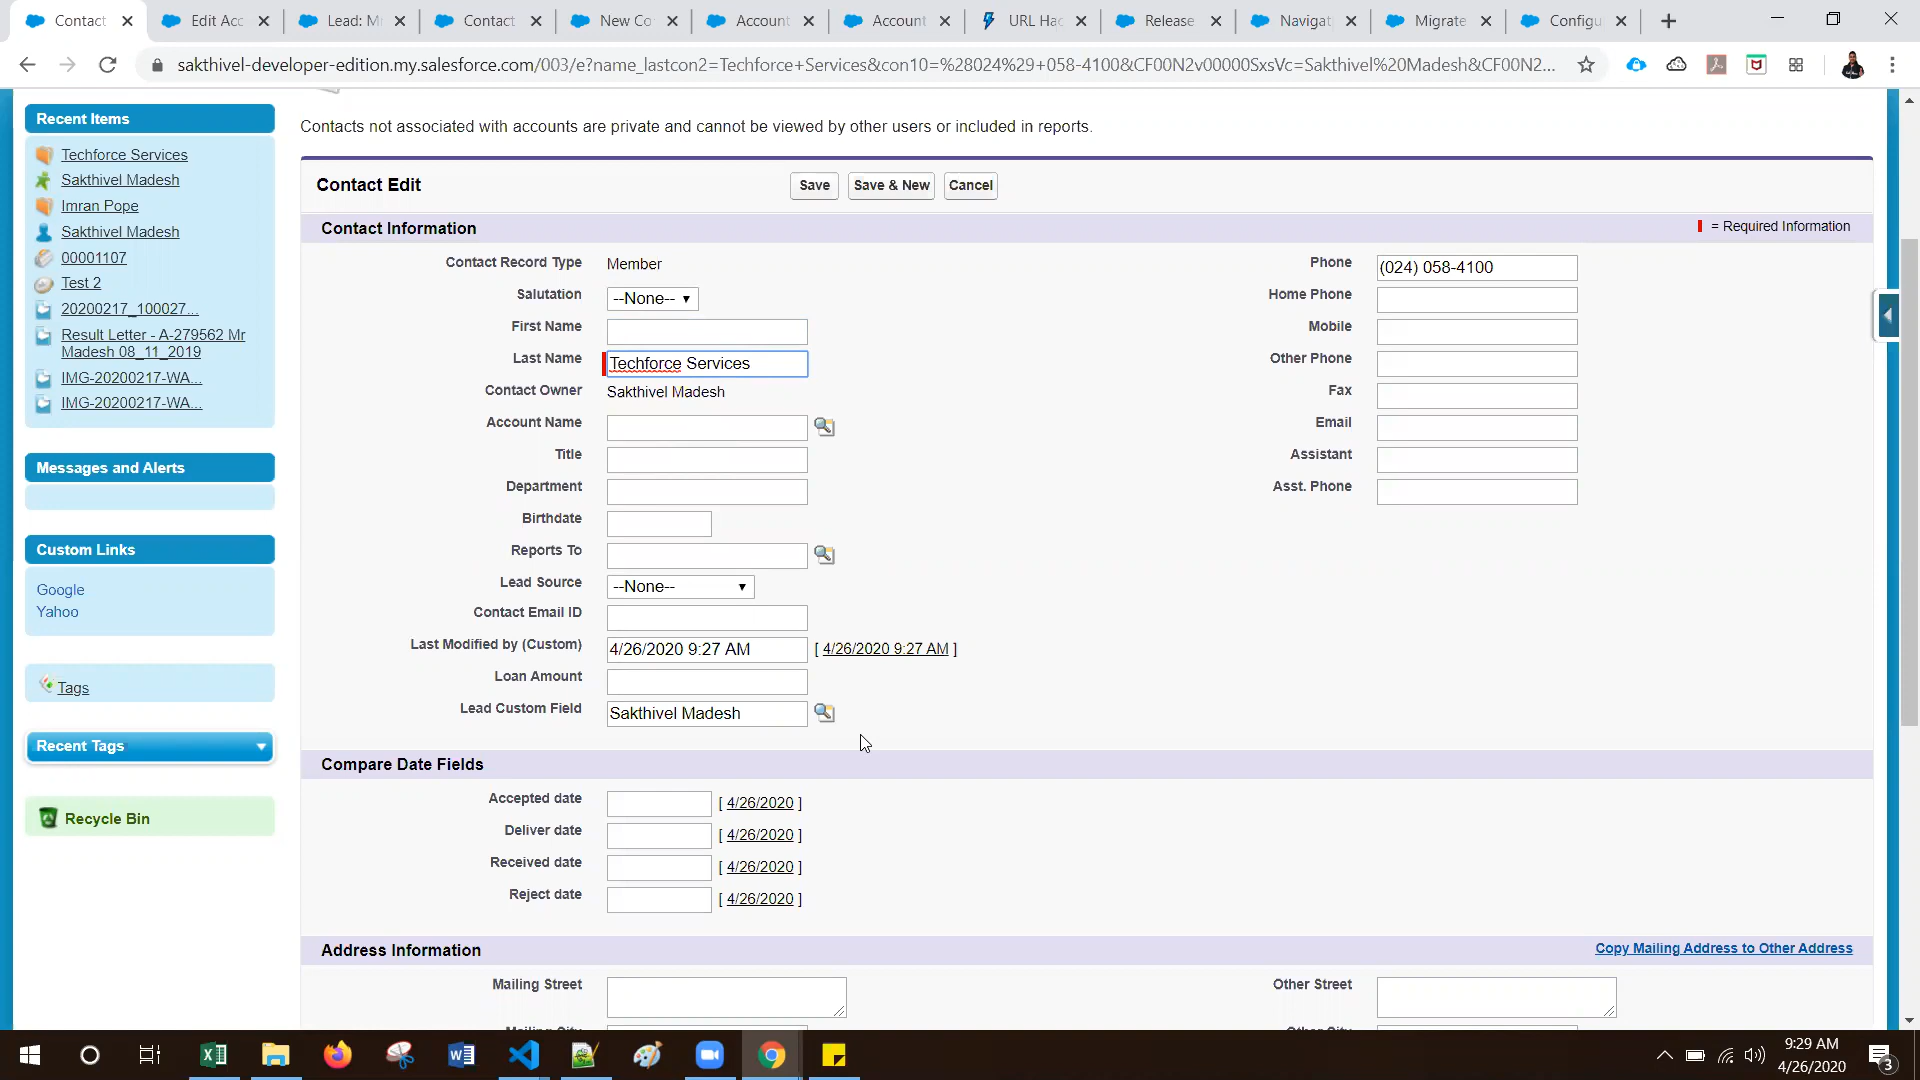 Contact
Edit Acc
Lead: Mr
Contact
New Co
Account
Account
URL Hac
Release
Navigat
Migrate
Configu
sakthivel-developer-edition.my.salesforce.com/003/e?name_lastcon2=Techforce+Services&con10=%28024%29+058-4100&CF00N2v00000SxsVc=Sakthivel%20Madesh&CF00N2...
Recent Items
Techforce Services
Sakthivel Madesh
Imran Pope
Sakthivel Madesh
00001107
Test 2
20200217_100027...
Result Letter - A-279562 Mr
Madesh 08_11_2019
IMG-20200217-WA...
IMG-20200217-WA...
Messages and Alerts
Custom Links
Google
Yahoo
Tags
Recent Tags
Recycle Bin
Contacts not associated with accounts are private and cannot be viewed by other users or included in reports.
Contact Edit
Save
Save & New
Cancel
Contact Information
= Required Information
Contact Record Type Member
Salutation --None--
First Name
Last Name Techforce Services
Contact Owner Sakthivel Madesh
Account Name
Title
Department
Birthdate
Reports To
Lead Source --None--
Contact Email ID
Last Modified by (Custom) 4/26/2020 9:27 AM [ 4/26/2020 9:27 AM ]
Loan Amount
Lead Custom Field Sakthivel Madesh
Phone (024) 058-4100
Home Phone
Mobile
Other Phone
Fax
Email
Assistant
Asst. Phone
Compare Date Fields
Accepted date [ 4/26/2020 ]
Deliver date [ 4/26/2020 ]
Received date [ 4/26/2020 ]
Reject date [ 4/26/2020 ]
Address Information
Copy Mailing Address to Other Address
Mailing Street
Other Street
Mailing City
Other City
9:29 AM
4/26/2020
3